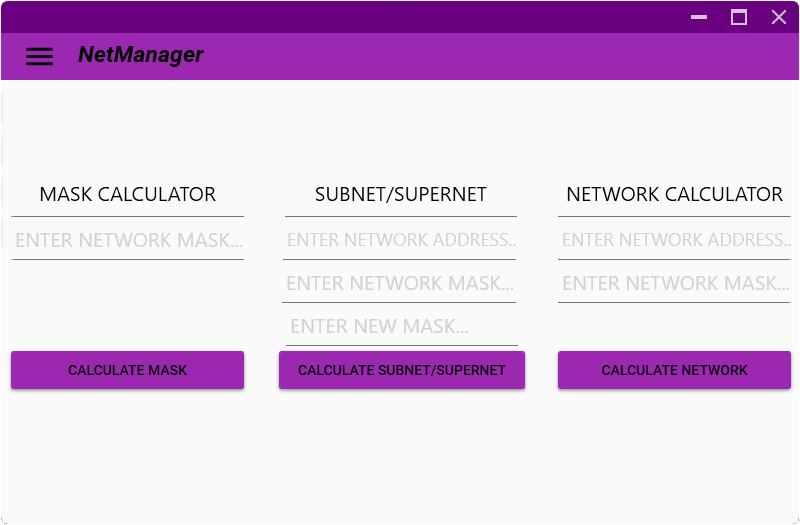 NetManager
MASK CALCULATOR
ENTER NETWORK MASK...
CALCULATE MASK
SUBNET/SUPERNET
ENTER NETWORK ADDRESS..
ENTER NETWORK MASK...
ENTER NEW MASK...
CALCULATE SUBNET/SUPERNET
NETWORK CALCULATOR
ENTER NETWORK ADDRESS..
ENTER NETWORK MASK...
CALCULATE NETWORK